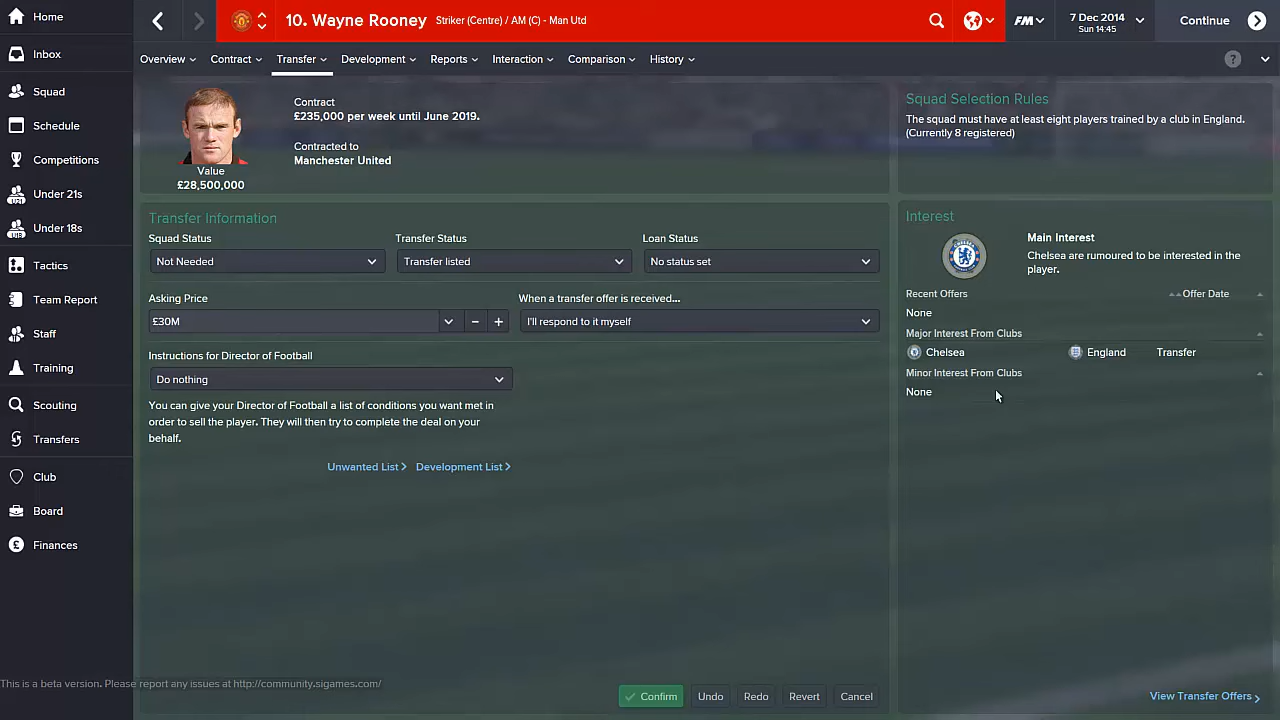 Home
10. Wayne Rooney Striker (Centre) / AM (C) - Man Utd
FM
7 Dec 2014
Sun 14:45
Continue
Inbox
Squad
Schedule
Competitions
Under 21s
Under 18s
Tactics
Team Report
Staff
Training
Scouting
Transfers
Club
Board
Finances
Overview Contract Transfer Development Reports Interaction Comparison History
?
Value
£28,500,000
Contract
£235,000 per week until June 2019.
Contracted to
Manchester United
Squad Selection Rules
The squad must have at least eight players trained by a club in England.
(Currently 8 registered)
Transfer Information
Squad Status Transfer Status Loan Status
Not Needed Transfer listed No status set
Asking Price When a transfer offer is received...
£30M − + I'll respond to it myself
Instructions for Director of Football
Do nothing
You can give your Director of Football a list of conditions you want met in
order to sell the player. They will then try to complete the deal on your
behalf.
Unwanted List Development List
Interest
Main Interest
Chelsea are rumoured to be interested in the
player.
Recent Offers Offer Date
None
Major Interest From Clubs
Chelsea England Transfer
Minor Interest From Clubs
None
This is a beta version. Please report any issues at http://community.sigames.com/
Confirm Undo Redo Revert Cancel
View Transfer Offers